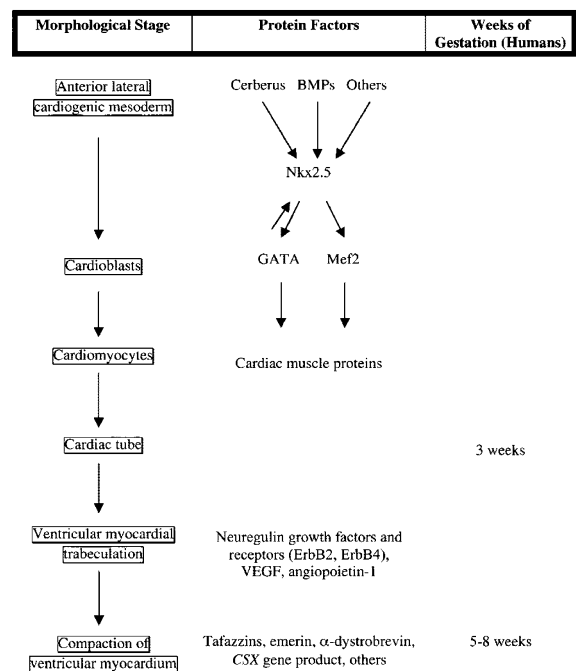 Morphological Stage Protein Factors Weeks of
Gestation (Humans)
Anterior lateral
cardiogenic mesoderm
Cerberus BMPs Others
Nkx2.5
Cardioblasts
GATA Mef2
Cardiomyocytes
Cardiac muscle proteins
Cardiac tube
3 weeks
Ventricular myocardial
trabeculation
Neuregulin growth factors and
receptors (ErbB2, ErbB4),
VEGF, angiopoietin-1
Compaction of
ventricular myocardium
Tafazzins, emerin, α-dystrobrevin,
CSX gene product, others
5-8 weeks